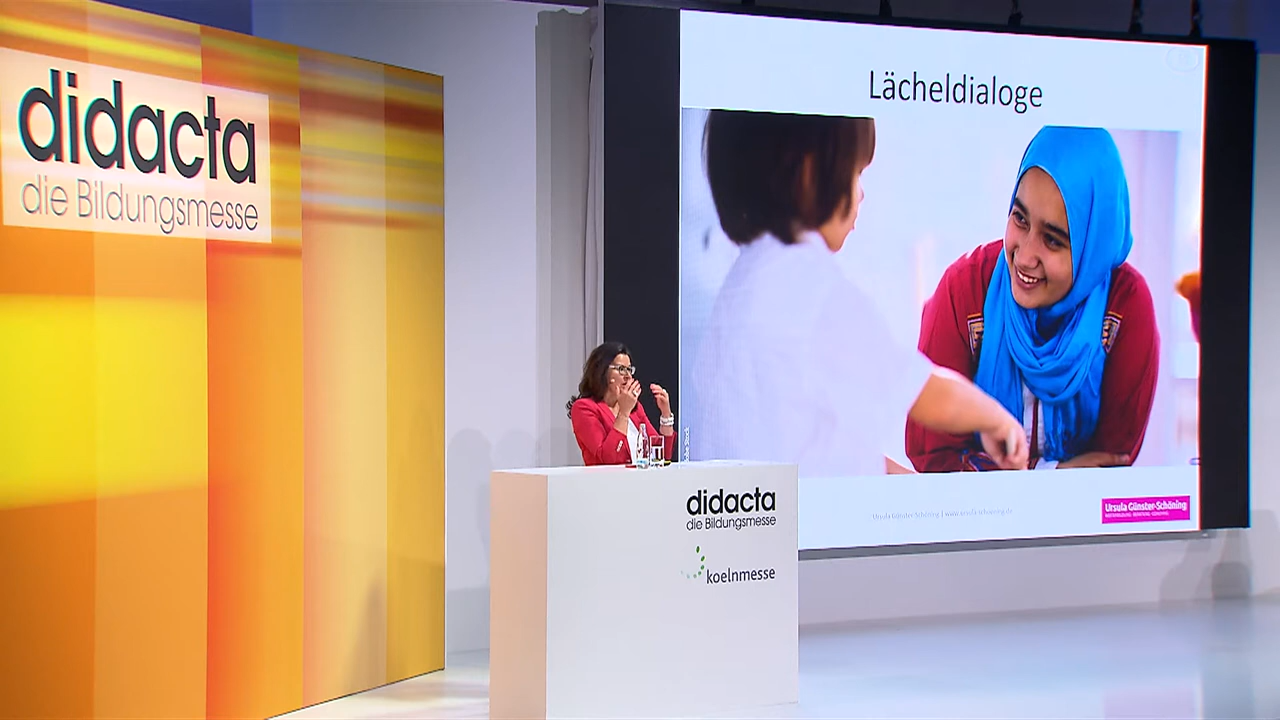 didacta
die Bildungsmesse
Lächeldialoge
Ursula Günster-Schöning
didacta
die Bildungsmesse
koelnmesse